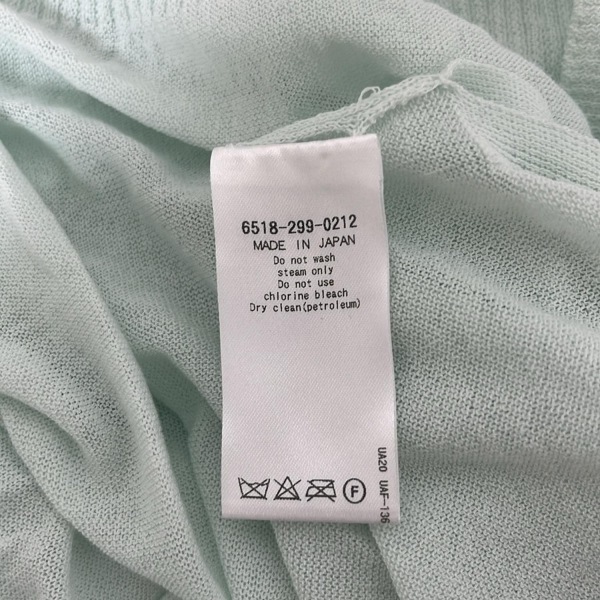 6518-299-0212
MADE IN JAPAN
Do not wash
steam only
Do not use
chlorine bleach
Dry clean(petroleum)
F
UA20 UAF-136